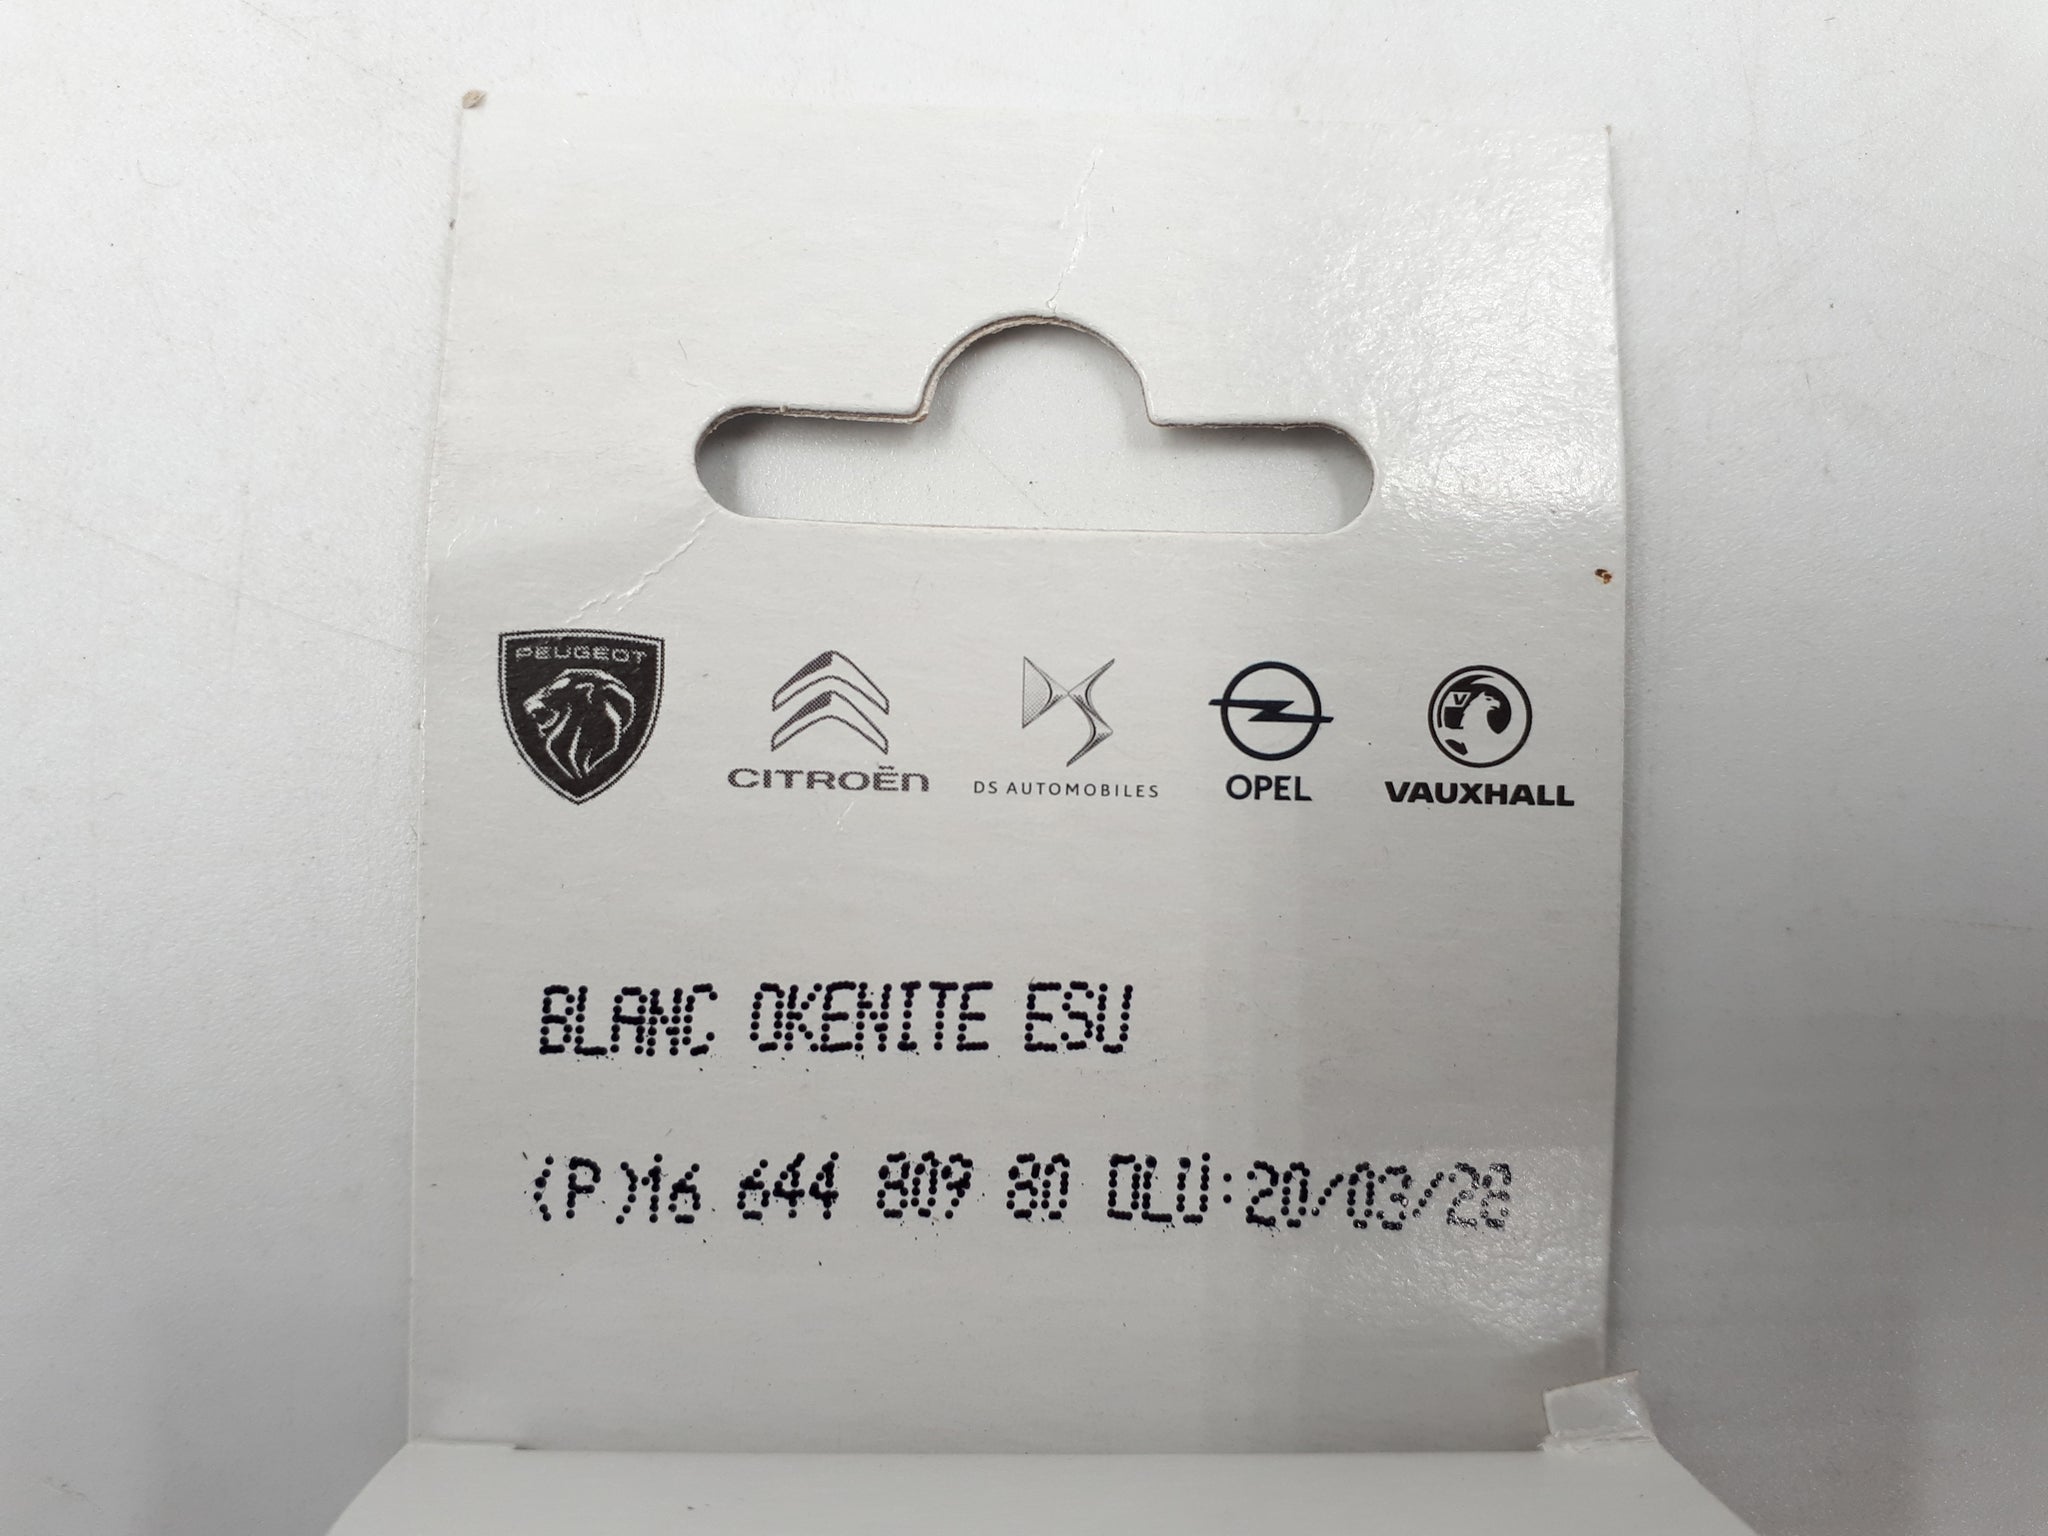 PEUGEOT
CITROËN
DS AUTOMOBILES
OPEL
V
VAUXHALL
BLANC OKENITE ESU
(P)16 644 809 80 DLU:20/03/28